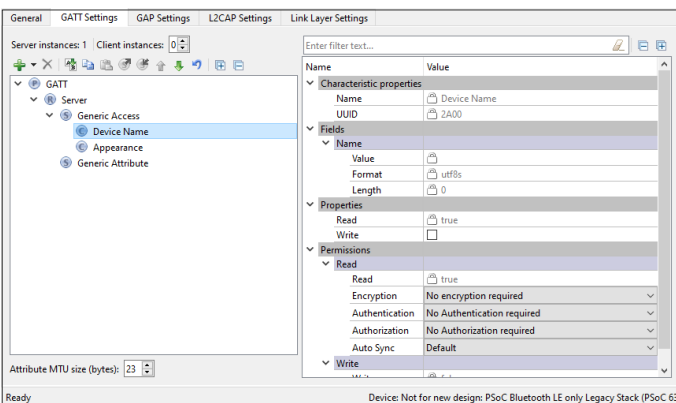 General GATT Settings GAP Settings L2CAP Settings Link Layer Settings
Server instances: 1 Client instances: 0
GATT
Server
Generic Access
Device Name
Appearance
Generic Attribute
Attribute MTU size (bytes): 23
Enter filter text...
Name Value
Characteristic properties
Name Device Name
UUID 2A00
Fields
Name
Value
Format utf8s
Length 0
Properties
Read true
Write
Permissions
Read
Read true
Encryption No encryption required
Authentication No Authentication required
Authorization No Authorization required
Auto Sync Default
Write
Ready Device: Not for new design: PSoC Bluetooth LE only Legacy Stack (PSoC 63